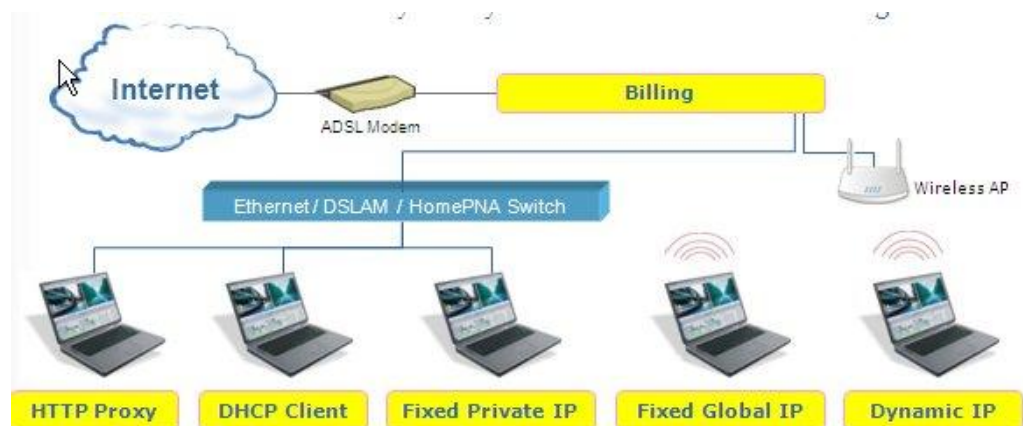 Internet
Billing
ADSL Modem
Wireless AP
Ethernet / DSLAM / HomePNA Switch
HTTP Proxy
DHCP Client
Fixed Private IP
Fixed Global IP
Dynamic IP